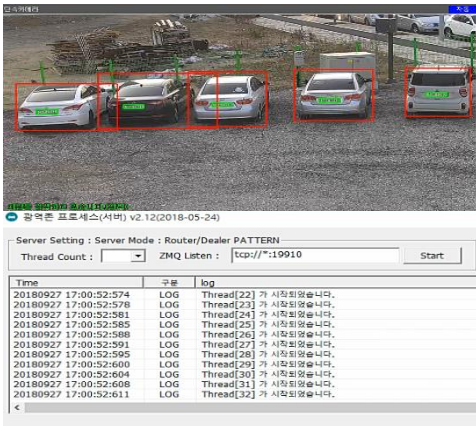 단속카메라
자동
광역존 프로세스(서버) v2.12(2018-05-24)
Server Setting : Server Mode : Router/Dealer PATTERN
Thread Count :
ZMQ Listen : tcp://*:19910
Start
Time 구분 log
20180927 17:00:52:574 LOG Thread[22] 가 시작되었습니다.
20180927 17:00:52:578 LOG Thread[23] 가 시작되었습니다.
20180927 17:00:52:581 LOG Thread[24] 가 시작되었습니다.
20180927 17:00:52:585 LOG Thread[25] 가 시작되었습니다.
20180927 17:00:52:588 LOG Thread[26] 가 시작되었습니다.
20180927 17:00:52:591 LOG Thread[27] 가 시작되었습니다.
20180927 17:00:52:595 LOG Thread[28] 가 시작되었습니다.
20180927 17:00:52:600 LOG Thread[29] 가 시작되었습니다.
20180927 17:00:52:604 LOG Thread[30] 가 시작되었습니다.
20180927 17:00:52:608 LOG Thread[31] 가 시작되었습니다.
20180927 17:00:52:611 LOG Thread[32] 가 시작되었습니다.